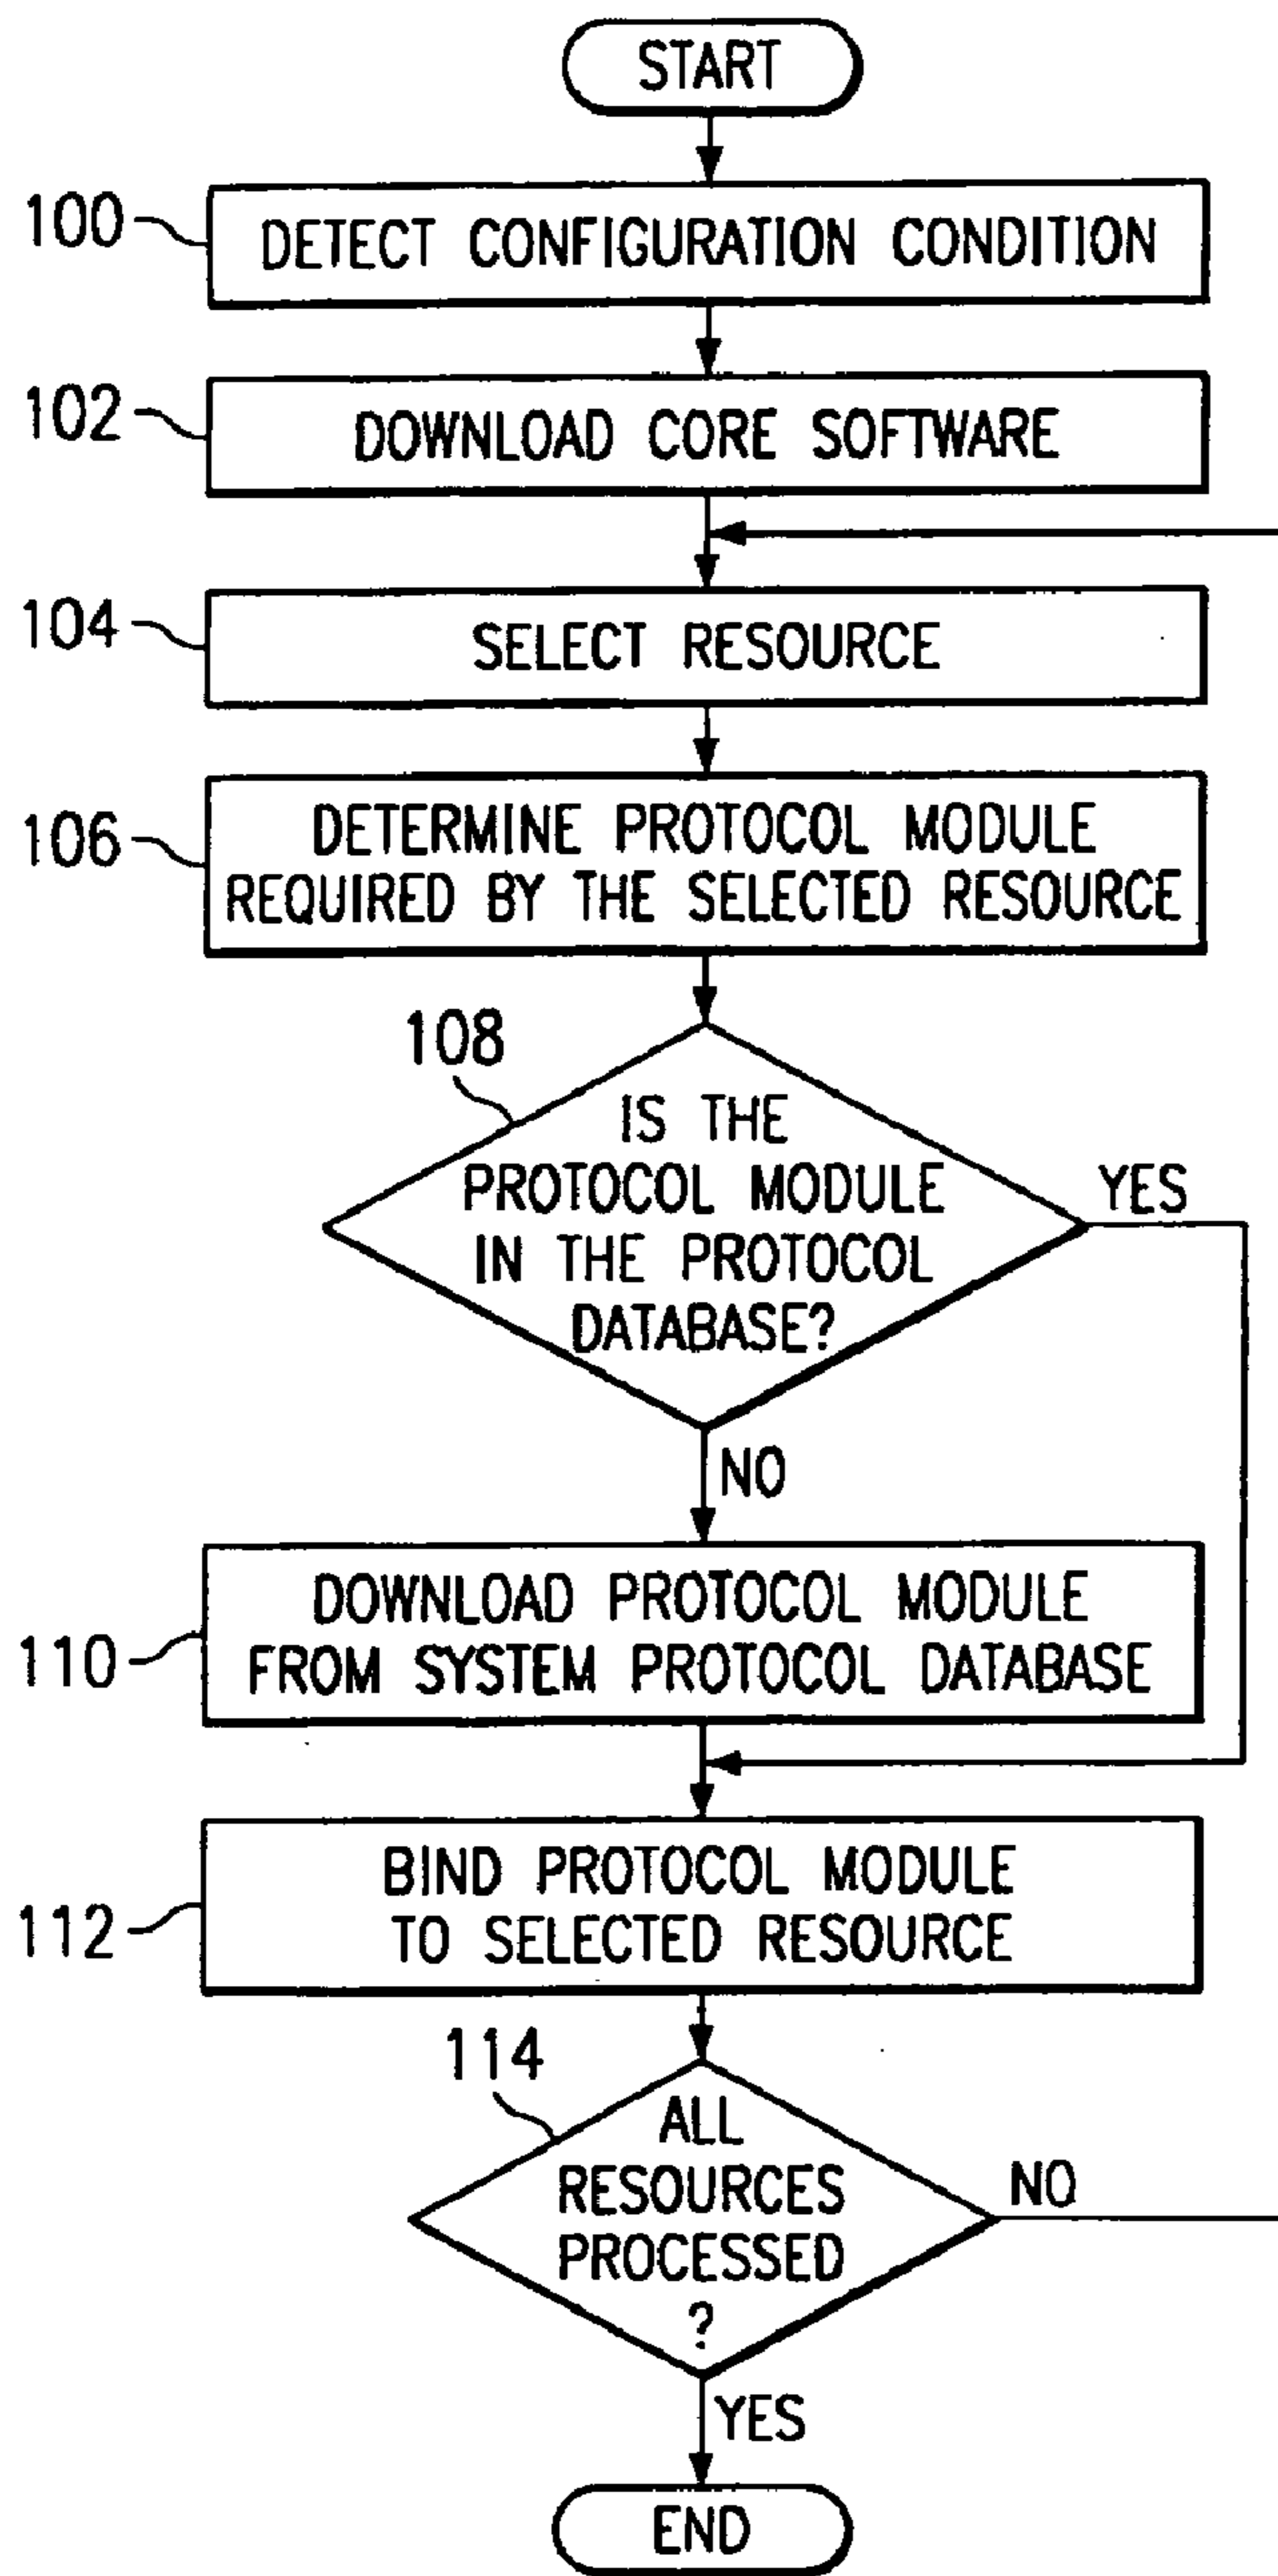 START
100
DETECT CONFIGURATION CONDITION
102
DOWNLOAD CORE SOFTWARE
104
SELECT RESOURCE
106
DETERMINE PROTOCOL MODULE
REQUIRED BY THE SELECTED RESOURCE
108
IS THE
PROTOCOL MODULE
IN THE PROTOCOL
DATABASE?
YES
NO
110
DOWNLOAD PROTOCOL MODULE
FROM SYSTEM PROTOCOL DATABASE
112
BIND PROTOCOL MODULE
TO SELECTED RESOURCE
114
ALL
RESOURCES
PROCESSED
?
NO
YES
END